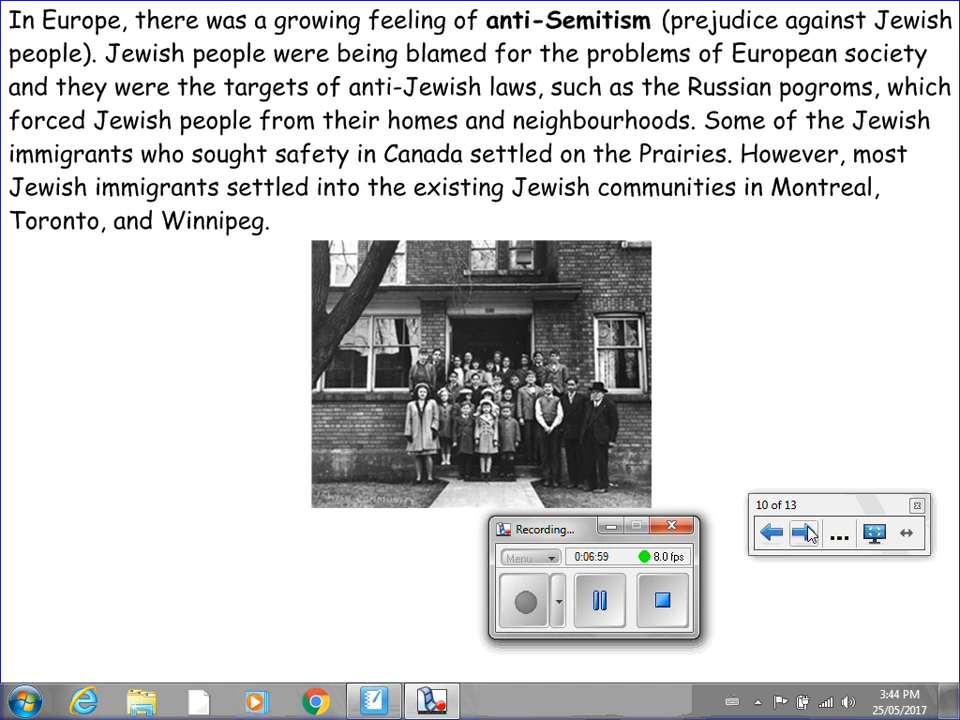 In Europe, there was a growing feeling of anti-Semitism (prejudice against Jewish
people). Jewish people were being blamed for the problems of European society
and they were the targets of anti-Jewish laws, such as the Russian pogroms, which
forced Jewish people from their homes and neighbourhoods. Some of the Jewish
immigrants who sought safety in Canada settled on the Prairies. However, most
Jewish immigrants settled into the existing Jewish communities in Montreal,
Toronto, and Winnipeg.
10 of 13
...
Recording...
Menu
0:06:59
8.0 fps
3:44 PM
25/05/2017